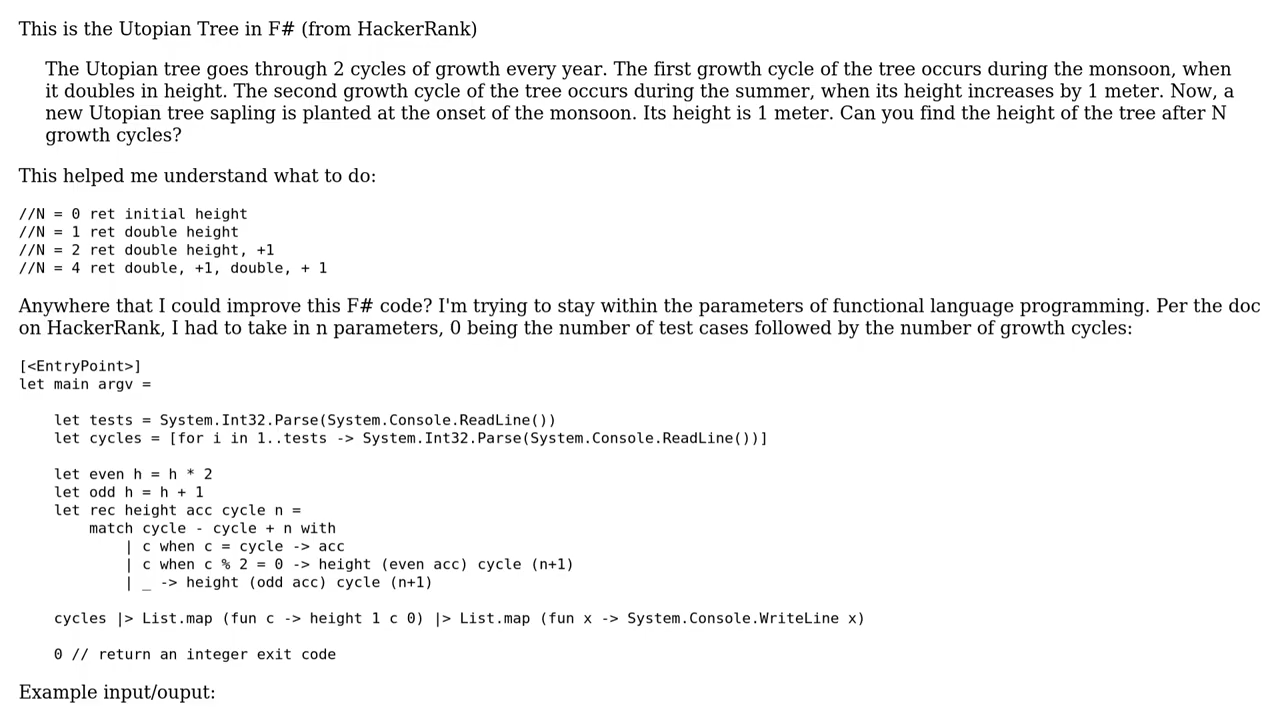 This is the Utopian Tree in F# (from HackerRank)
The Utopian tree goes through 2 cycles of growth every year. The first growth cycle of the tree occurs during the monsoon, when
it doubles in height. The second growth cycle of the tree occurs during the summer, when its height increases by 1 meter. Now, a
new Utopian tree sapling is planted at the onset of the monsoon. Its height is 1 meter. Can you find the height of the tree after N
growth cycles?
This helped me understand what to do:
//N = 0 ret initial height
//N = 1 ret double height
//N = 2 ret double height, +1
//N = 4 ret double, +1, double, + 1
Anywhere that I could improve this F# code? I'm trying to stay within the parameters of functional language programming. Per the doc
on HackerRank, I had to take in n parameters, 0 being the number of test cases followed by the number of growth cycles:
[<EntryPoint>]
let main argv =
    let tests = System.Int32.Parse(System.Console.ReadLine())
    let cycles = [for i in 1..tests -> System.Int32.Parse(System.Console.ReadLine())]
    let even h = h * 2
    let odd h = h + 1
    let rec height acc cycle n =
        match cycle - cycle + n with
            | c when c = cycle -> acc
            | c when c % 2 = 0 -> height (even acc) cycle (n+1)
            | _ -> height (odd acc) cycle (n+1)
    cycles |> List.map (fun c -> height 1 c 0) |> List.map (fun x -> System.Console.WriteLine x)
    0 // return an integer exit code
Example input/ouput: